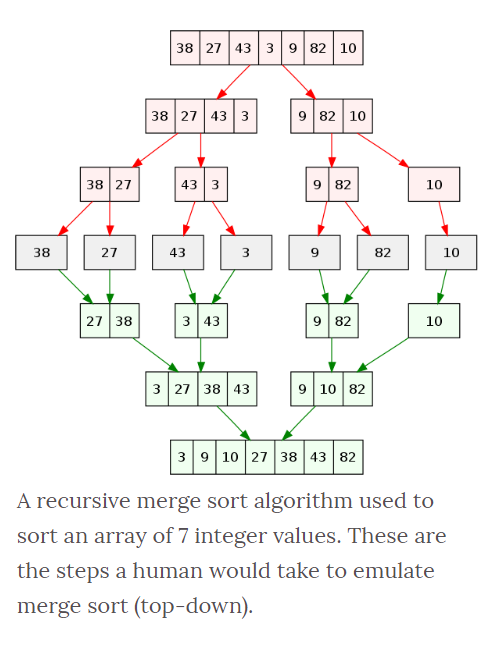 38 27 43 3 9 82 10
38 27 43 3 9 82 10
38 27 43 3 9 82 10
38 27 43 3 9 82 10
27 38 3 43 9 82 10
3 27 38 43 9 10 82
3 9 10 27 38 43 82
A recursive merge sort algorithm used to
sort an array of 7 integer values. These are
the steps a human would take to emulate
merge sort (top-down).